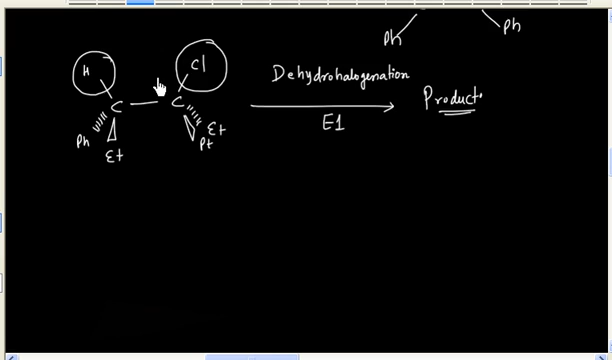 Ph Ph
H Cl
Dehydrohalogenation
C C
Product.
E1
Ph Et
Et Pt